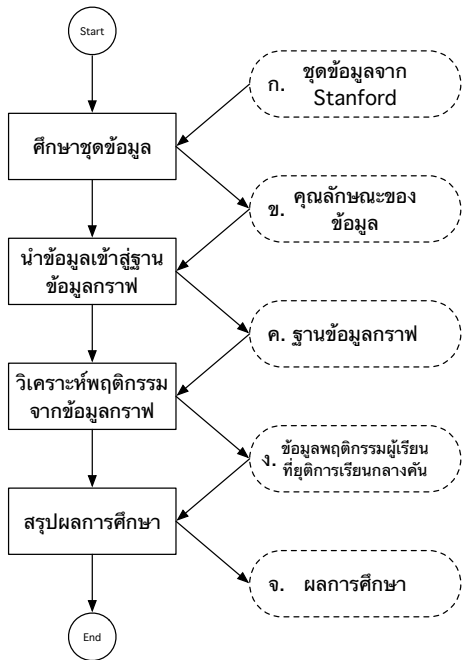 Start
ก. ชุดข้อมูลจาก
Stanford
ศึกษาชุดข้อมูล
ข. คุณลักษณะของ
ข้อมูล
นำข้อมูลเข้าสู่ฐาน
ข้อมูลกราฟ
ค. ฐานข้อมูลกราฟ
วิเคราะห์พฤติกรรม
จากข้อมูลกราฟ
ง. ข้อมูลพฤติกรรมผู้เรียน
ที่ยุติการเรียนกลางคัน
สรุปผลการศึกษา
จ. ผลการศึกษา
End